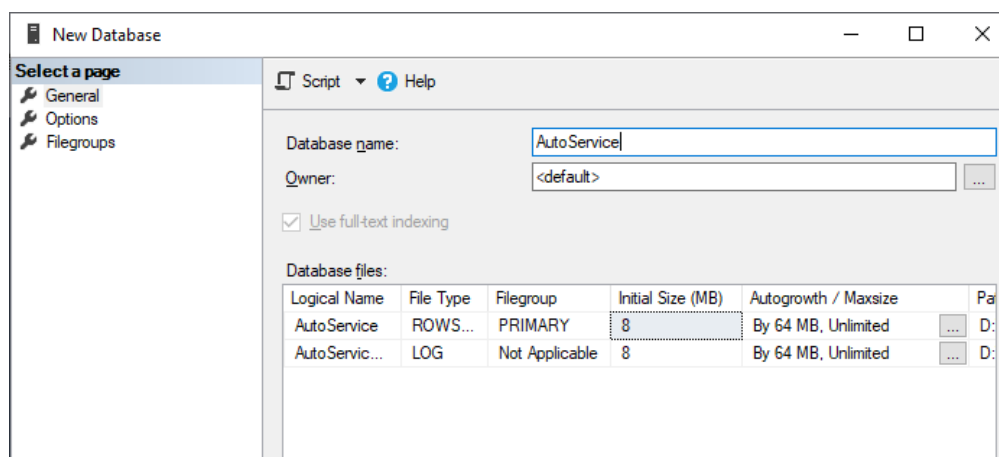 New Database
Select a page
General
Options
Filegroups
Script
Help
Database name:
AutoService
Owner:
<default>
...
Use full-text indexing
Database files:
Logical Name File Type Filegroup Initial Size (MB) Autogrowth / Maxsize Pa
AutoService ROWS... PRIMARY 8 By 64 MB, Unlimited ... D:
AutoServic... LOG Not Applicable 8 By 64 MB, Unlimited ... D: